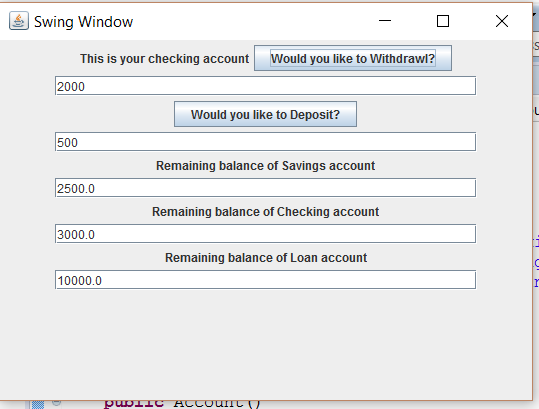 Swing Window
This is your checking account Would you like to Withdrawl?
2000
Would you like to Deposit?
500
Remaining balance of Savings account
2500.0
Remaining balance of Checking account
3000.0
Remaining balance of Loan account
10000.0
public Account()